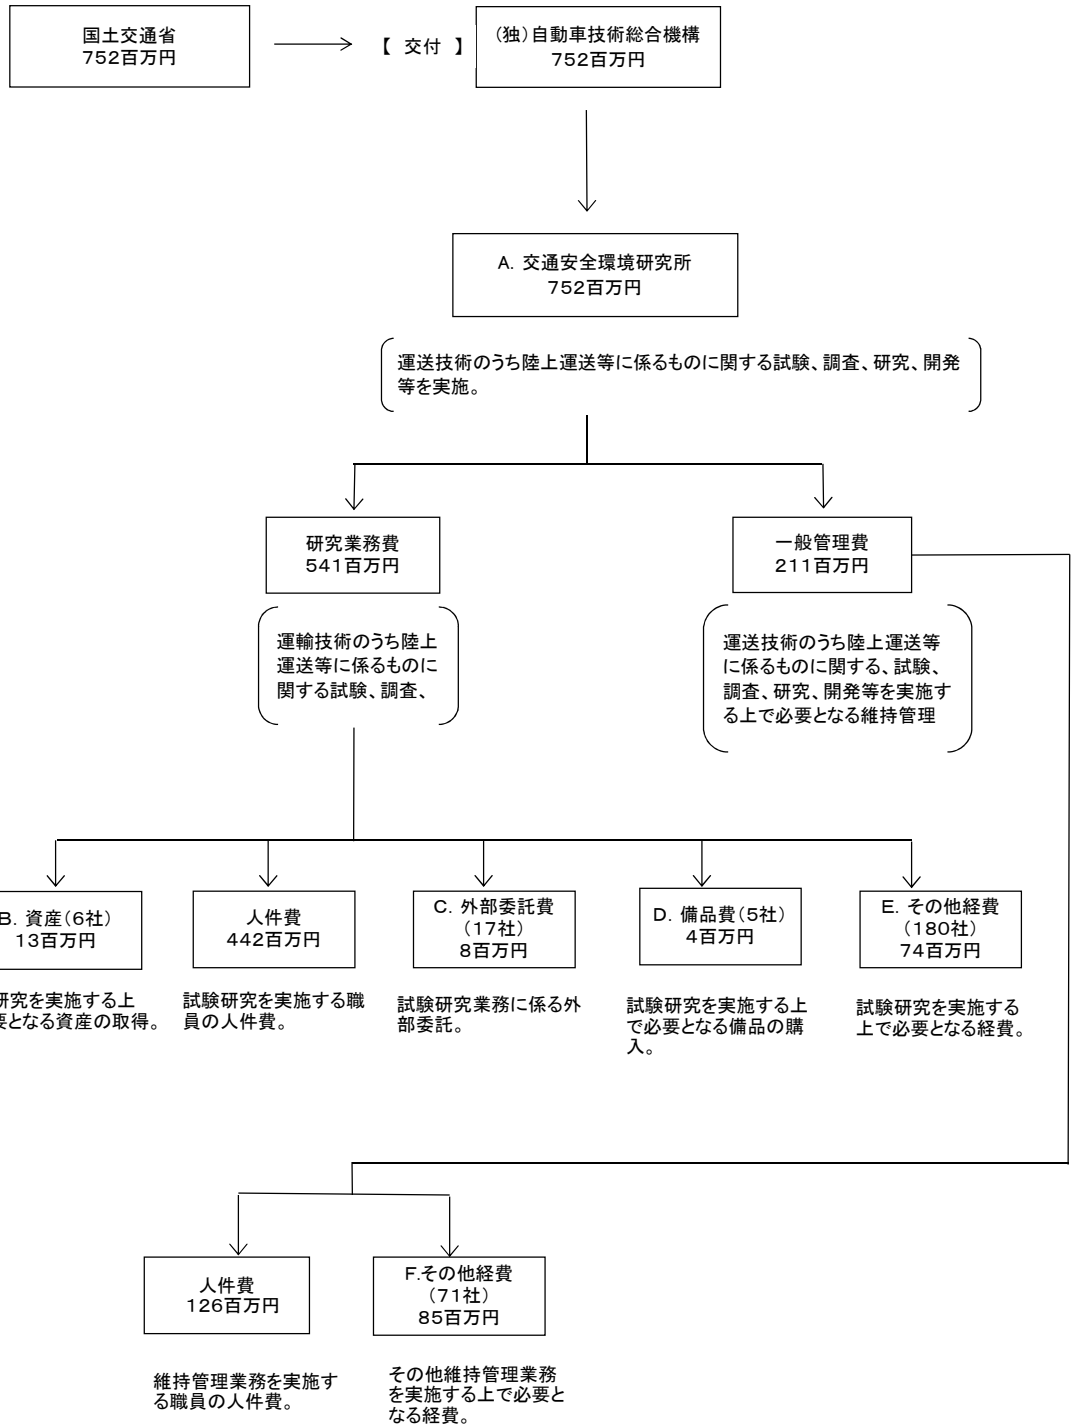 国土交通省
752百万円
【 交付 】
(独)自動車技術総合機構
752百万円
A. 交通安全環境研究所
752百万円
運送技術のうち陸上運送等に係るものに関する試験、調査、研究、開発
等を実施。
研究業務費
541百万円
一般管理費
211百万円
運輸技術のうち陸上
運送等に係るものに
関する試験、調査、
運送技術のうち陸上運送等
に係るものに関する、試験、
調査、研究、開発等を実施す
る上で必要となる維持管理
B. 資産(6社)
13百万円
人件費
442百万円
C. 外部委託費
(17社)
8百万円
D. 備品費(5社)
4百万円
E. その他経費
(180社)
74百万円
研究を実施する上
要となる資産の取得。
試験研究を実施する職
員の人件費。
試験研究業務に係る外
部委託。
試験研究を実施する上
で必要となる備品の購
入。
試験研究を実施する
上で必要となる経費。
人件費
126百万円
F.その他経費
(71社)
85百万円
維持管理業務を実施す
る職員の人件費。
その他維持管理業務
を実施する上で必要と
なる経費。